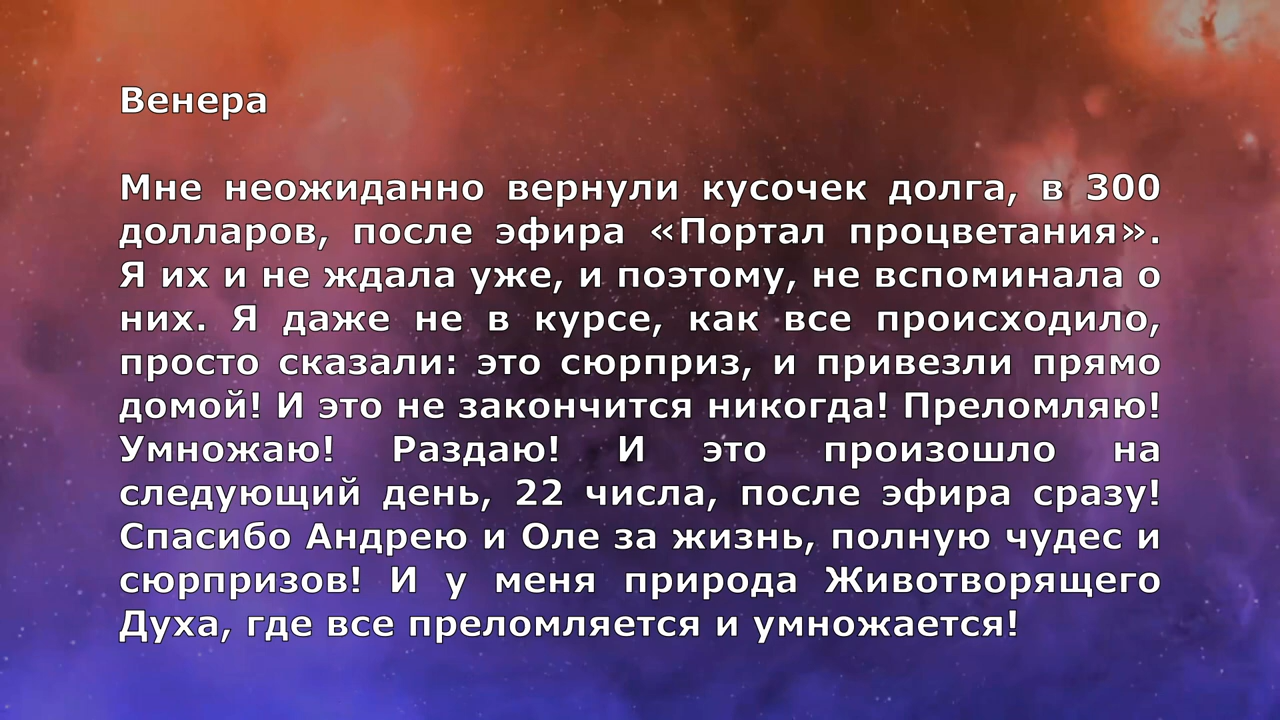 Венера
Мне неожиданно вернули кусочек долга, в 300
долларов, после эфира «Портал процветания».
Я их и не ждала уже, и поэтому, не вспоминала о
них. Я даже не в курсе, как все происходило,
просто сказали: это сюрприз, и привезли прямо
домой! И это не закончится никогда! Преломляю!
Умножаю! Раздаю! И это произошло на
следующий день, 22 числа, после эфира сразу!
Спасибо Андрею и Оле за жизнь, полную чудес и
сюрпризов! И у меня природа Животворящего
Духа, где все преломляется и умножается!